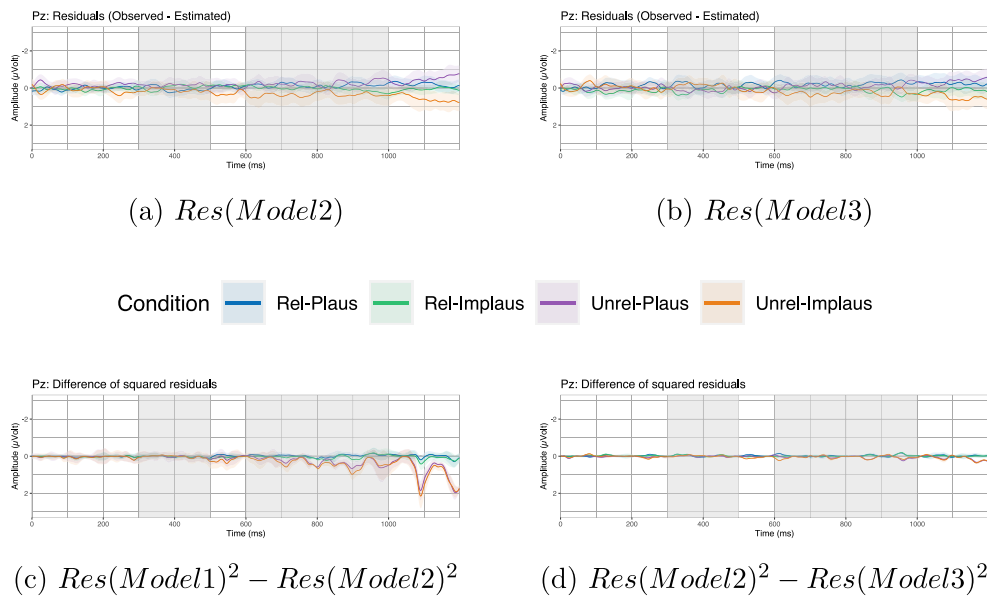 Pz: Residuals (Observed - Estimated)
Amplitude (μVolt)
-2
0
2
0 200 400 600 800 1000
Time (ms)
(a) Res(Model2)
Pz: Residuals (Observed - Estimated)
Amplitude (μVolt)
-2
0
2
0 200 400 600 800 1000
Time (ms)
(b) Res(Model3)
Condition Rel-Plaus Rel-Implaus Unrel-Plaus Unrel-Implaus
Pz: Difference of squared residuals
Amplitude (μVolt)
-2
0
2
0 200 400 600 800 1000
Time (ms)
(c) Res(Model1)² − Res(Model2)²
Pz: Difference of squared residuals
Amplitude (μVolt)
-2
0
2
0 200 400 600 800 1000
Time (ms)
(d) Res(Model2)² − Res(Model3)²